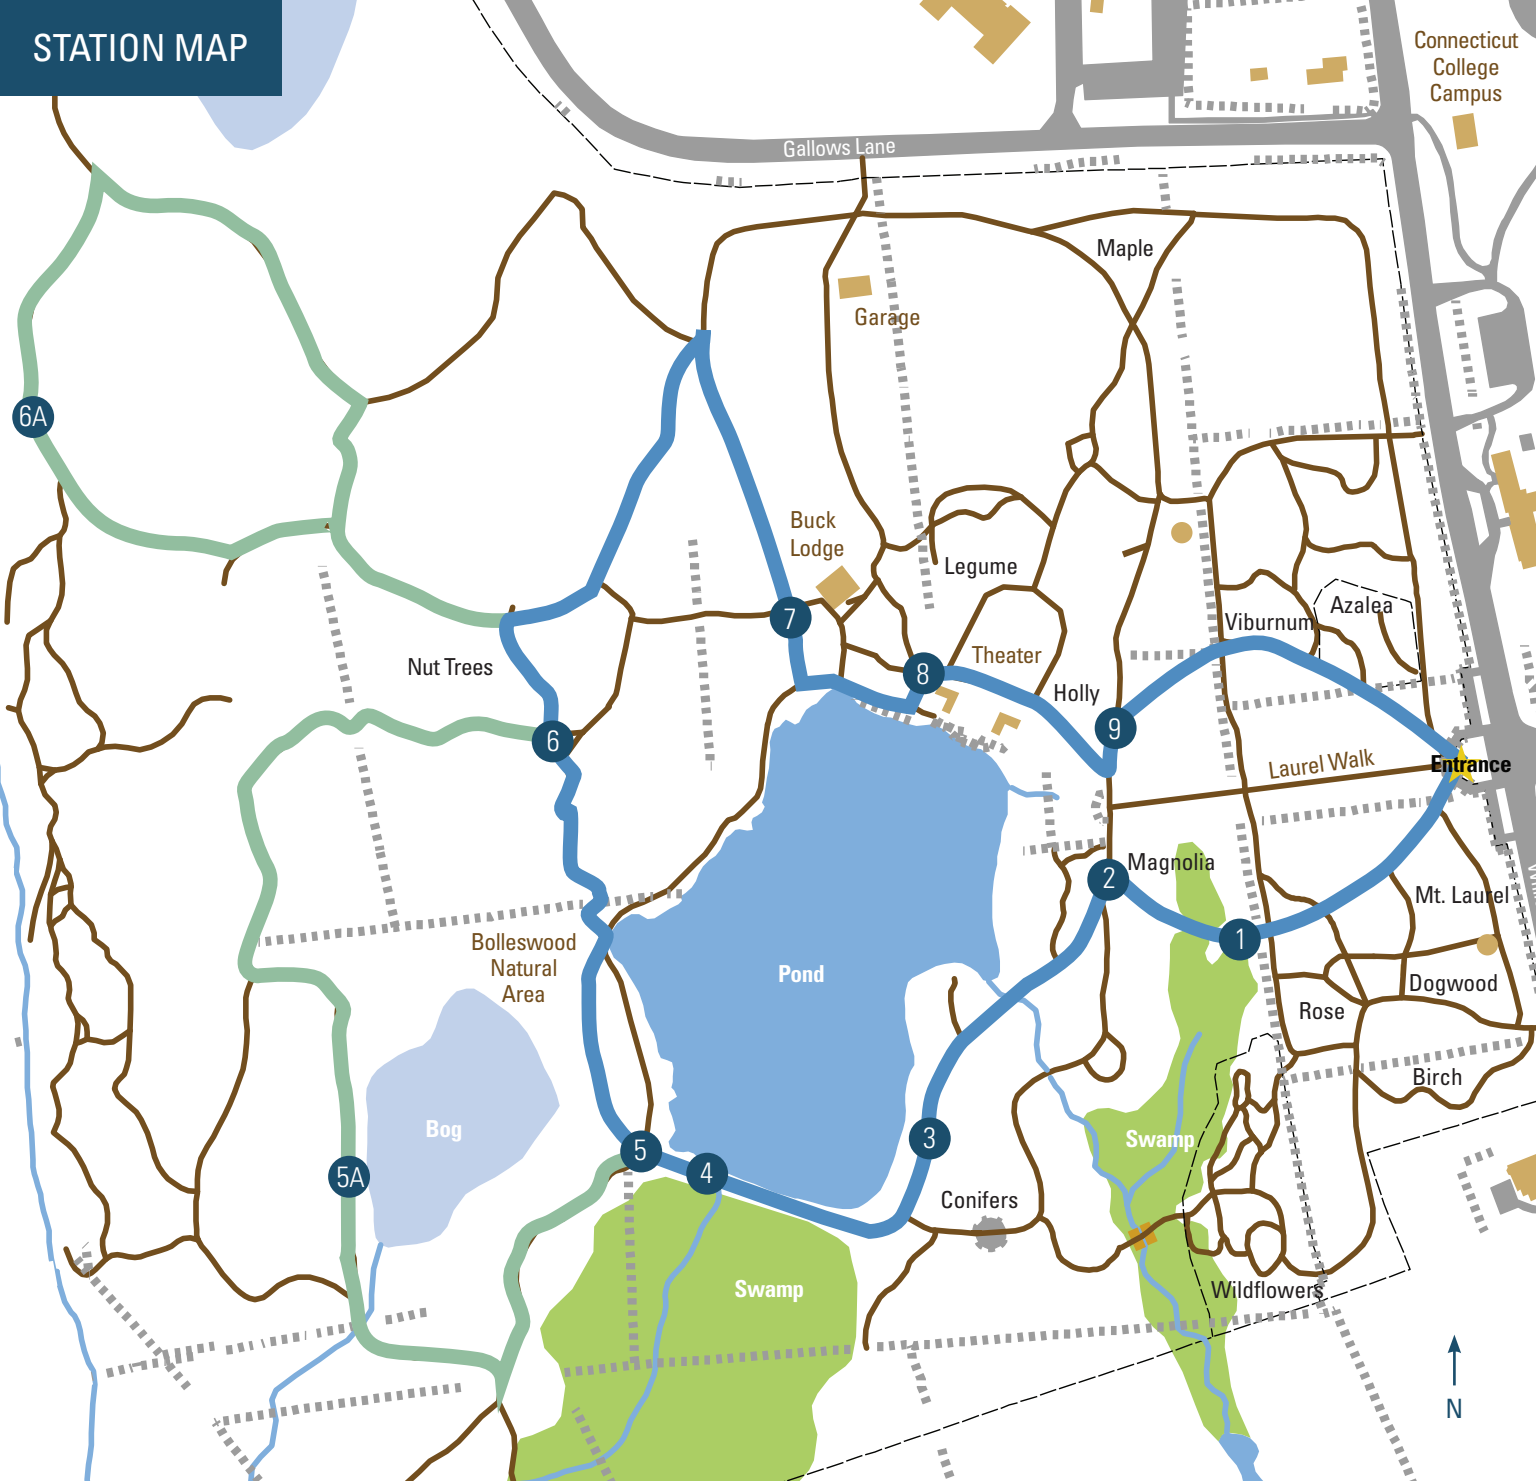 STATION MAP
Connecticut
College
Campus
Gallows Lane
Maple
Garage
6A
Buck
Lodge
Legume
Azalea
Viburnum
7
Theater
Nut Trees
8
Holly
9
6
Laurel Walk
Entrance
Magnolia
2
Mt. Laurel
1
Bolleswood
Natural
Area
Pond
Dogwood
Rose
Birch
Bog
Swamp
3
5
4
5A
Conifers
Swamp
Wildflowers
N